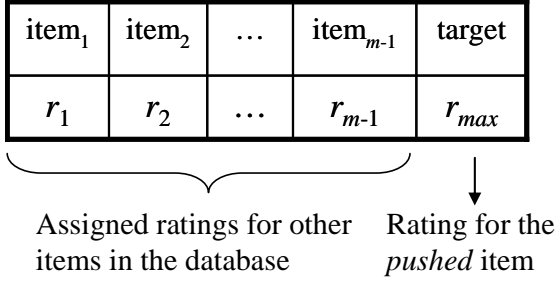 item1 item2 … itemm-1 target
r1 r2 … rm-1 rmax
Assigned ratings for other
items in the database
Rating for the
pushed item